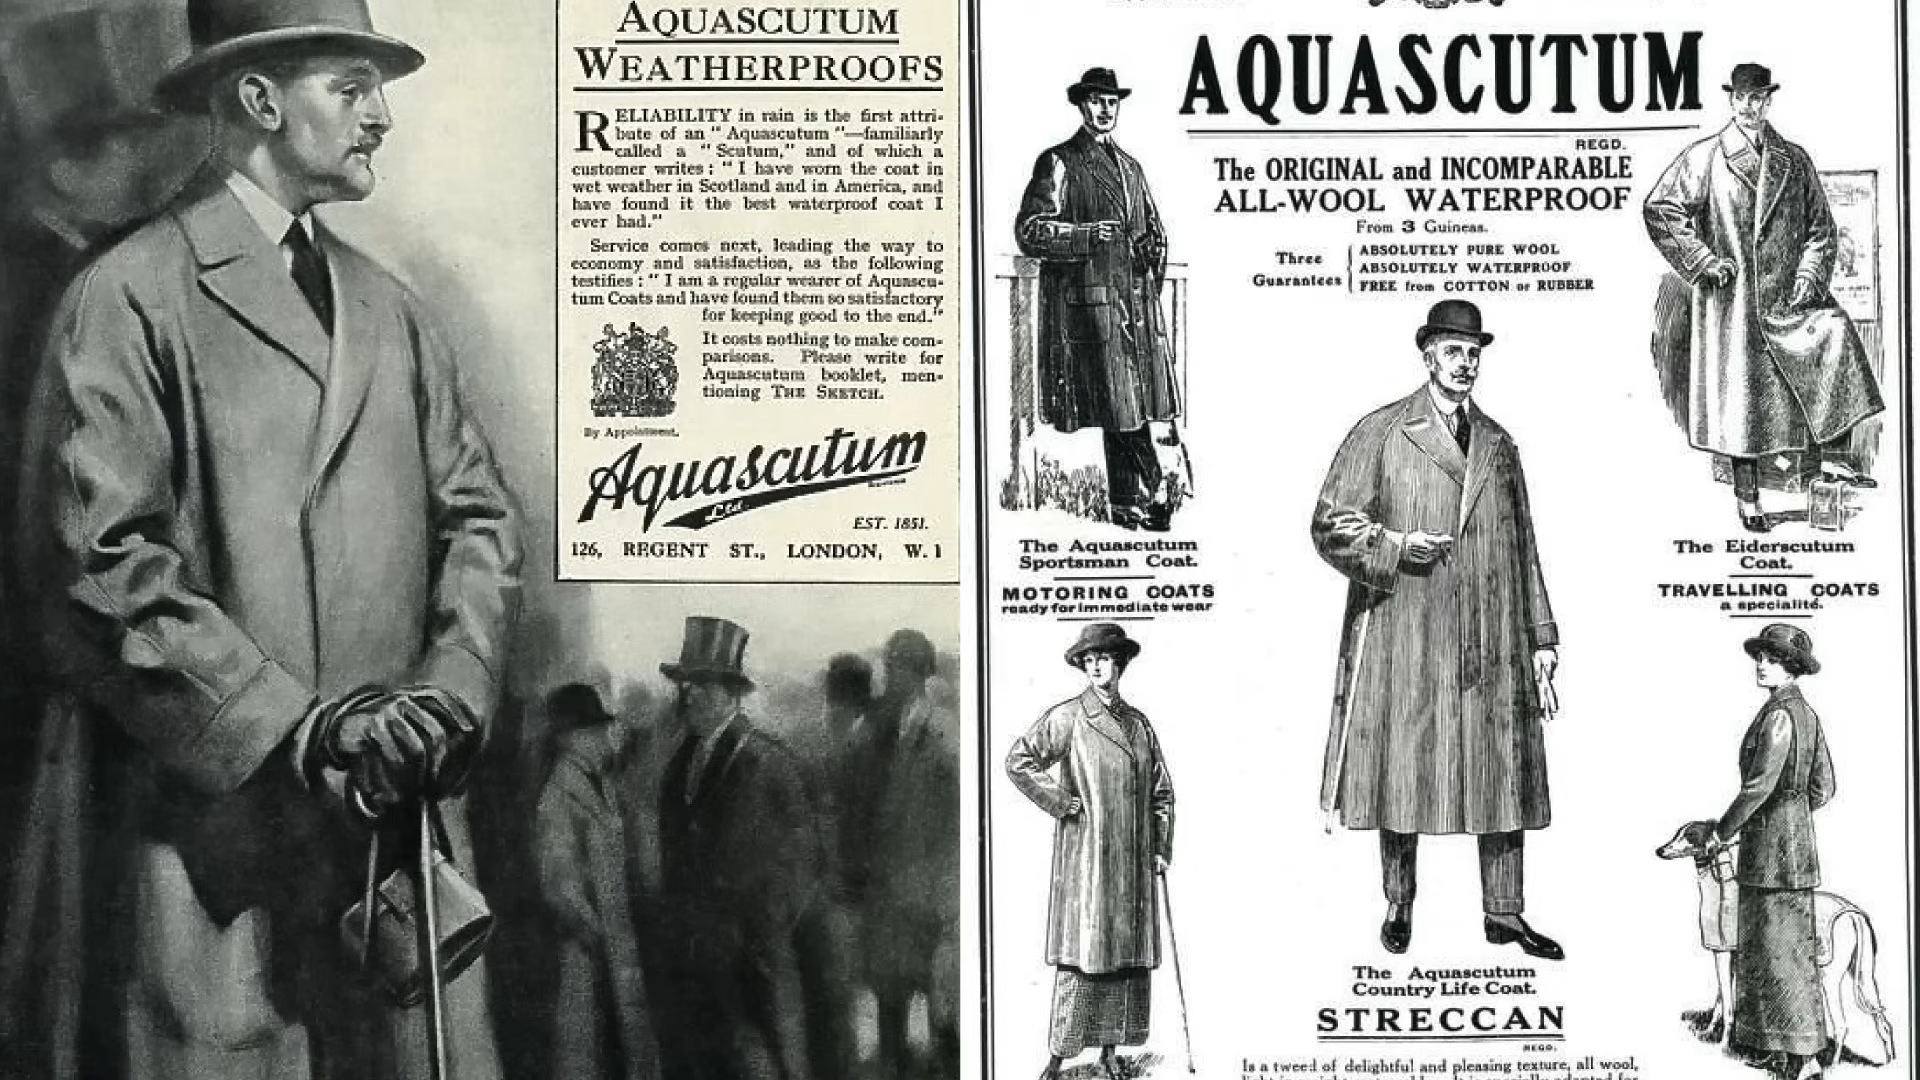 AQUASCUTUM
WEATHERPROOFS
RELIABILITY in rain is the first attri-
bute of an "Aquascutum"—familiarly
called a "Scutum," and of which a
customer writes: "I have worn the coat in
wet weather in Scotland and in America, and
have found it the best waterproof coat I
ever had."
Service comes next, leading the way to
economy and satisfaction, as the following
testifies: "I am a regular wearer of Aquascu-
tum Coats and have found them so satisfactory
for keeping good to the end."
It costs nothing to make com-
parisons. Please write for
Aquascutum booklet, men-
tioning THE SKETCH.
By Appointment.
Aquascutum
Ltd
EST. 1851.
126, REGENT ST., LONDON, W. 1
AQUASCUTUM
REGD.
The ORIGINAL and INCOMPARABLE
ALL-WOOL WATERPROOF
From 3 Guineas.
Three Guarantees
ABSOLUTELY PURE WOOL
ABSOLUTELY WATERPROOF
FREE from COTTON or RUBBER
The Aquascutum
Sportsman Coat.
MOTORING COATS
ready for immediate wear
The Eiderscutum
Coat.
TRAVELLING COATS
a specialité.
The Aquascutum
Country Life Coat.
STRECCAN
REGD.
Is a tweed of delightful and pleasing texture, all wool,